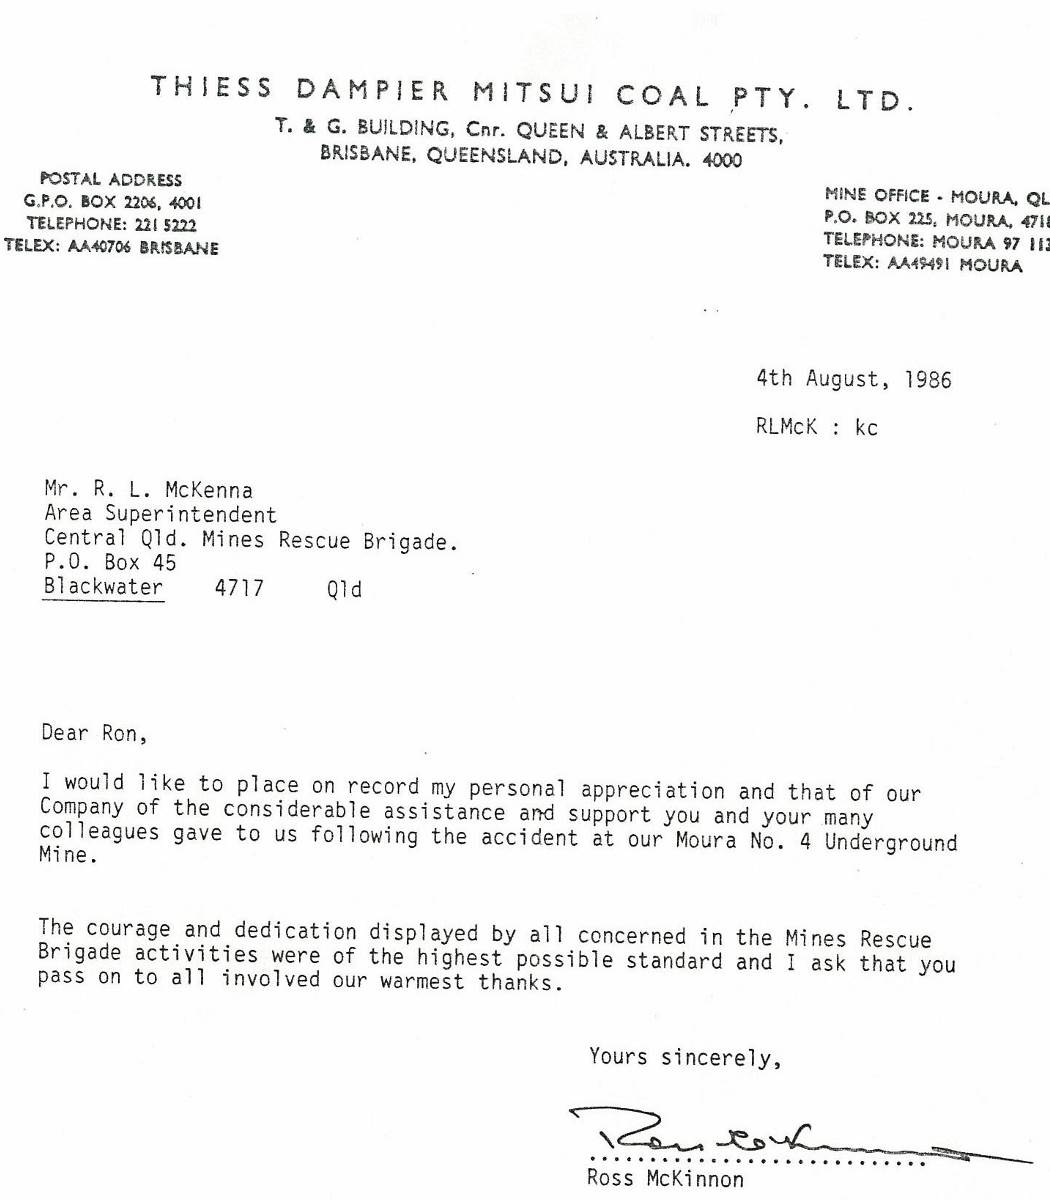 THIESS DAMPIER MITSUI COAL PTY. LTD.
T. & G. BUILDING, Cnr. QUEEN & ALBERT STREETS,
BRISBANE, QUEENSLAND, AUSTRALIA. 4000
POSTAL ADDRESS
G.P.O. BOX 2206, 4001
TELEPHONE: 221 5222
TELEX: AA40706 BRISBANE
MINE OFFICE - MOURA, QL
P.O. BOX 225, MOURA, 4718
TELEPHONE: MOURA 97 113
TELEX: AA49491 MOURA
4th August, 1986
RLMcK : kc
Mr. R. L. McKenna
Area Superintendent
Central Qld. Mines Rescue Brigade.
P.O. Box 45
Blackwater 4717 Qld
Dear Ron,
I would like to place on record my personal appreciation and that of our
Company of the considerable assistance and support you and your many
colleagues gave to us following the accident at our Moura No. 4 Underground
Mine.
The courage and dedication displayed by all concerned in the Mines Rescue
Brigade activities were of the highest possible standard and I ask that you
pass on to all involved our warmest thanks.
Yours sincerely,
Ross McKinnon